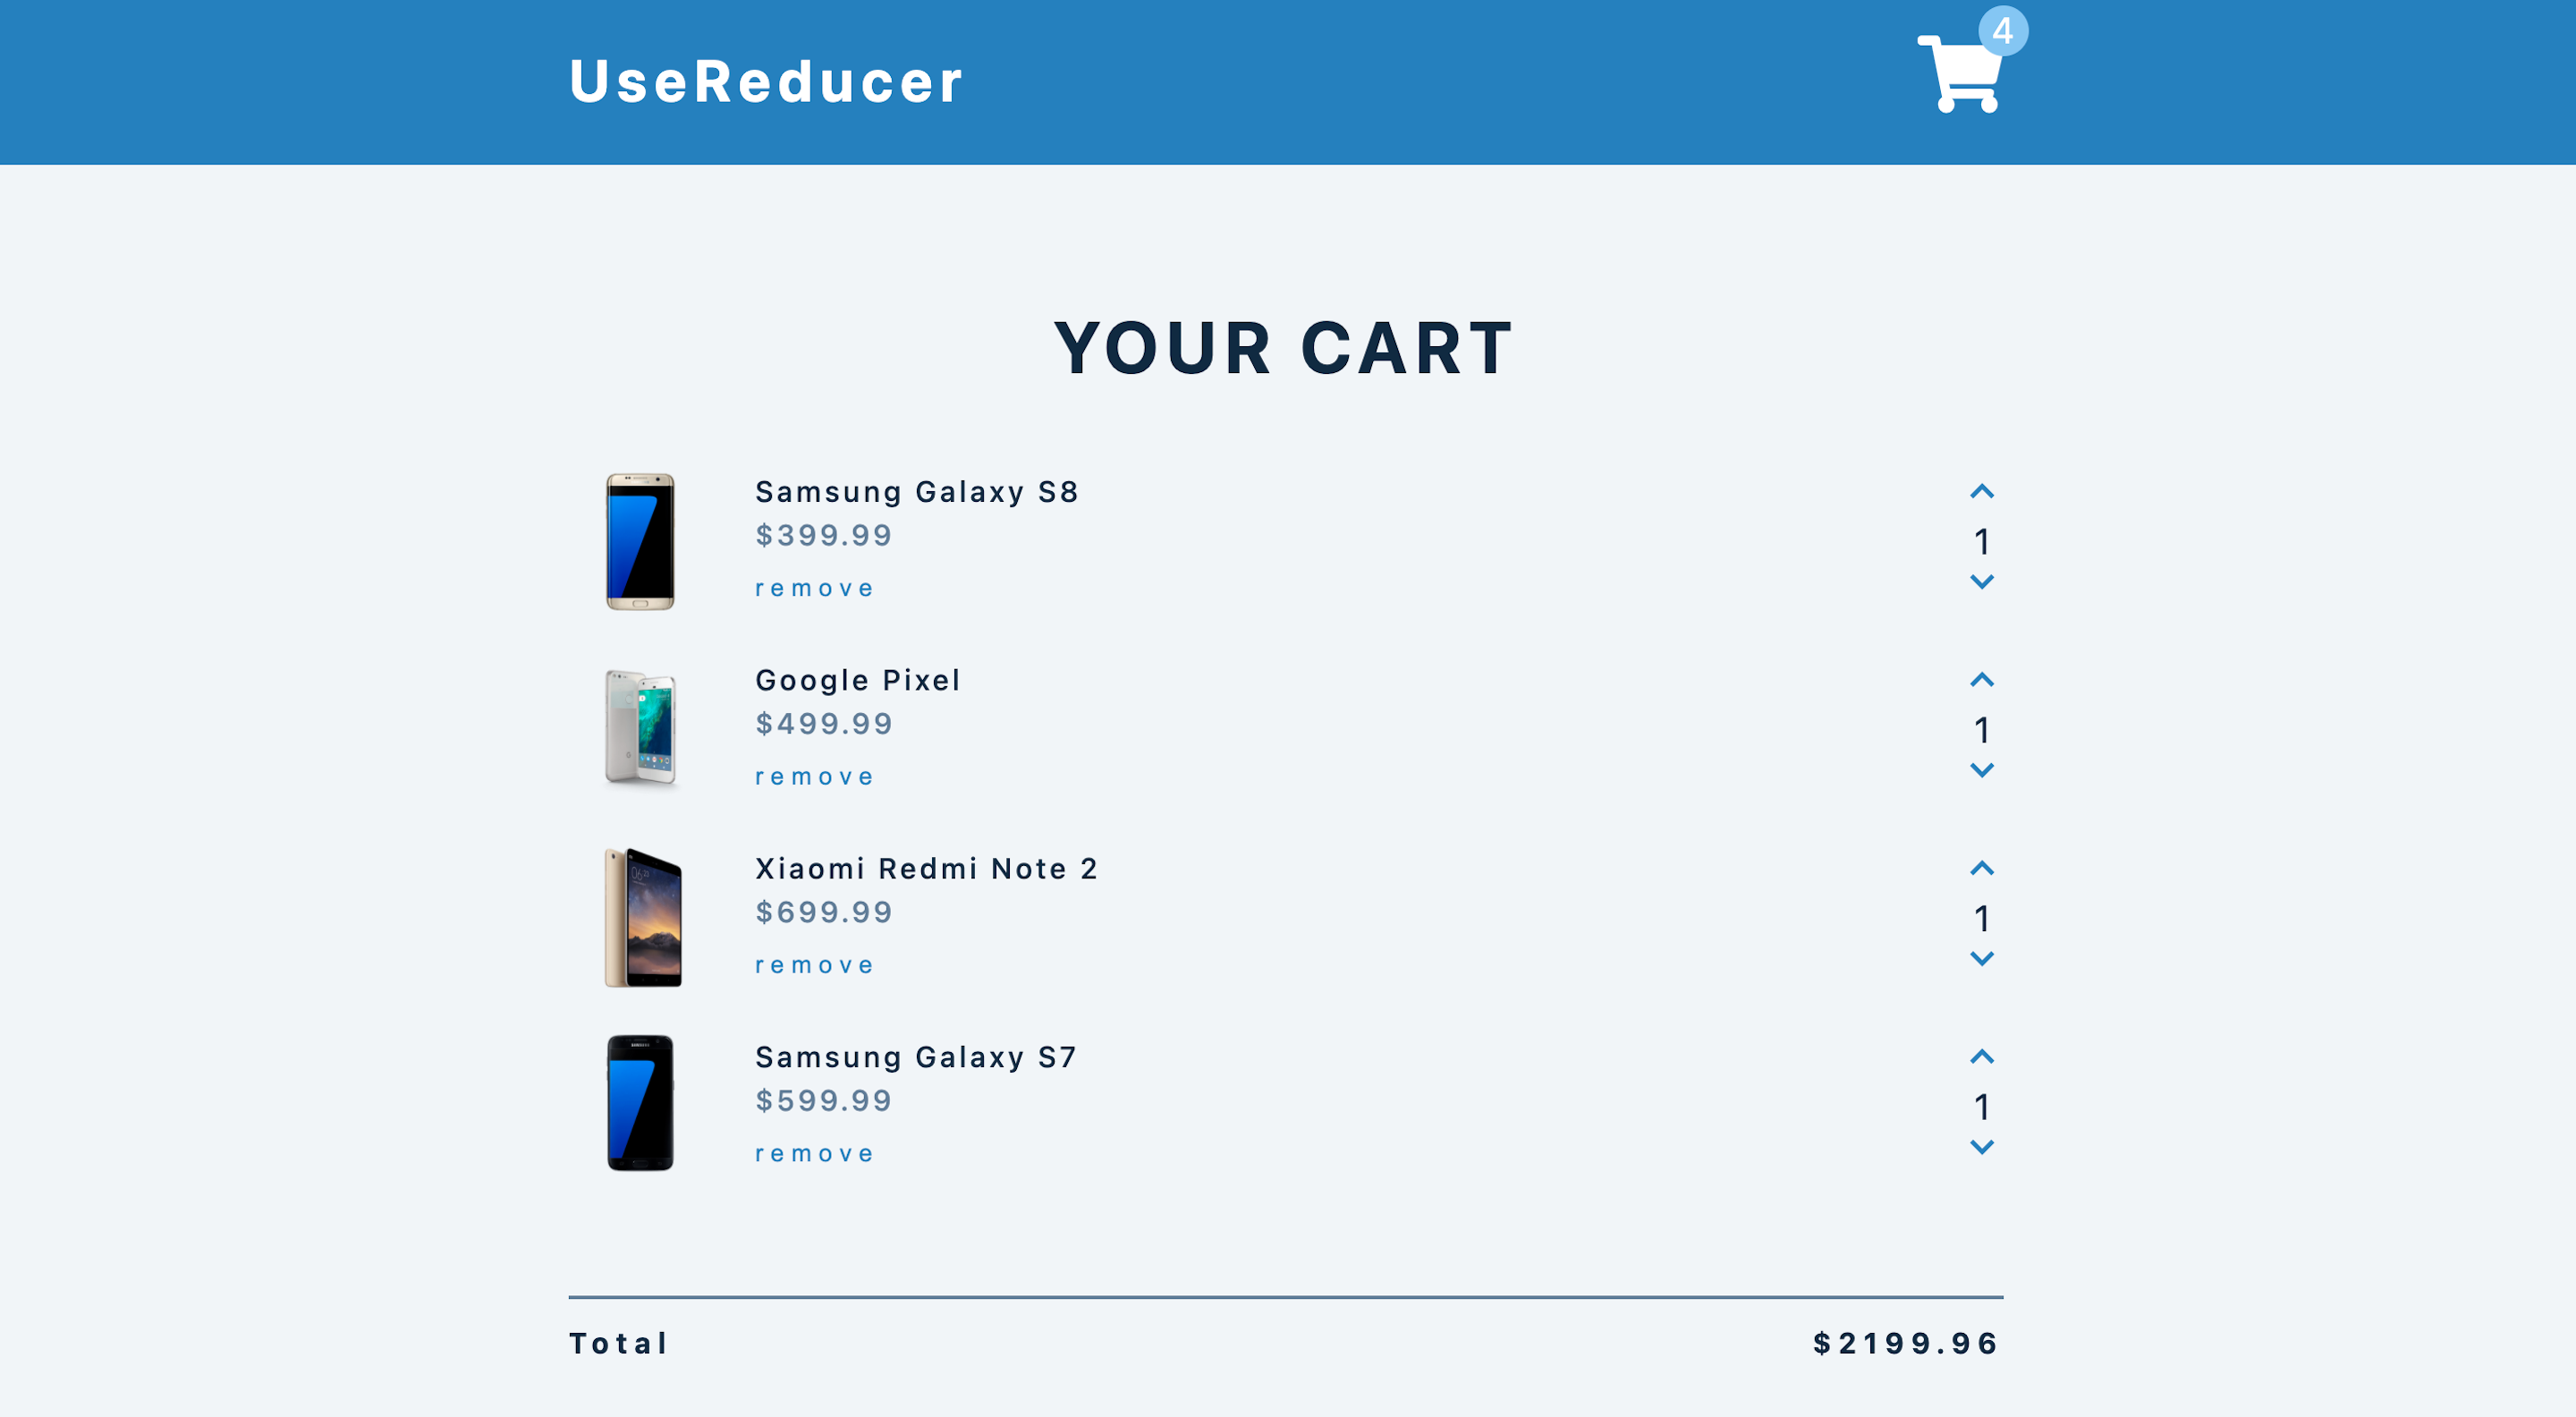 UseReducer
4
YOUR CART
Samsung Galaxy S8
$399.99
remove
1
Google Pixel
$499.99
remove
1
Xiaomi Redmi Note 2
$699.99
remove
1
Samsung Galaxy S7
$599.99
remove
1
Total
$2199.96